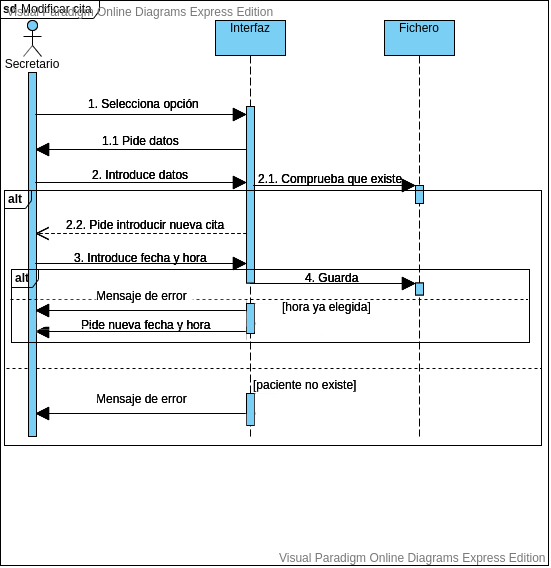 sd Modificar cita
Visual Paradigm Online Diagrams Express Edition
Secretario
Interfaz
Fichero
1. Selecciona opción
1.1 Pide datos
2. Introduce datos
2.1. Comprueba que existe
alt
2.2. Pide introducir nueva cita
3. Introduce fecha y hora
alt
4. Guarda
Mensaje de error
[hora ya elegida]
Pide nueva fecha y hora
[paciente no existe]
Mensaje de error
Visual Paradigm Online Diagrams Express Edition